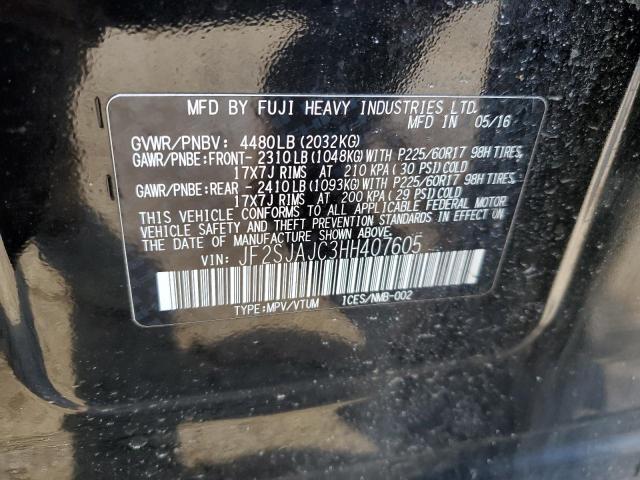 MFD BY FUJI HEAVY INDUSTRIES LTD.
MFD IN 05/16
GVWR/PNBV: 4480LB (2032KG)
GAWR/PNBE:FRONT- 2310LB(1048KG)WITH P225/60R17 98H TIRES,
17X7J RIMS AT 210 KPA( 30 PSI)COLD
GAWR/PNBE:REAR - 2410LB(1093KG)WITH P225/60R17 98H TIRES,
17X7J RIMS AT 200 KPA( 29 PSI)COLD
THIS VEHICLE CONFORMS TO ALL APPLICABLE FEDERAL MOTOR
VEHICLE SAFETY AND THEFT PREVENTION STANDARDS IN EFFECT ON
THE DATE OF MANUFACTURE SHOWN ABOVE.
VIN: JF2SJAJC3HH407605
TYPE:MPV/VTUM ICES/NMB-002